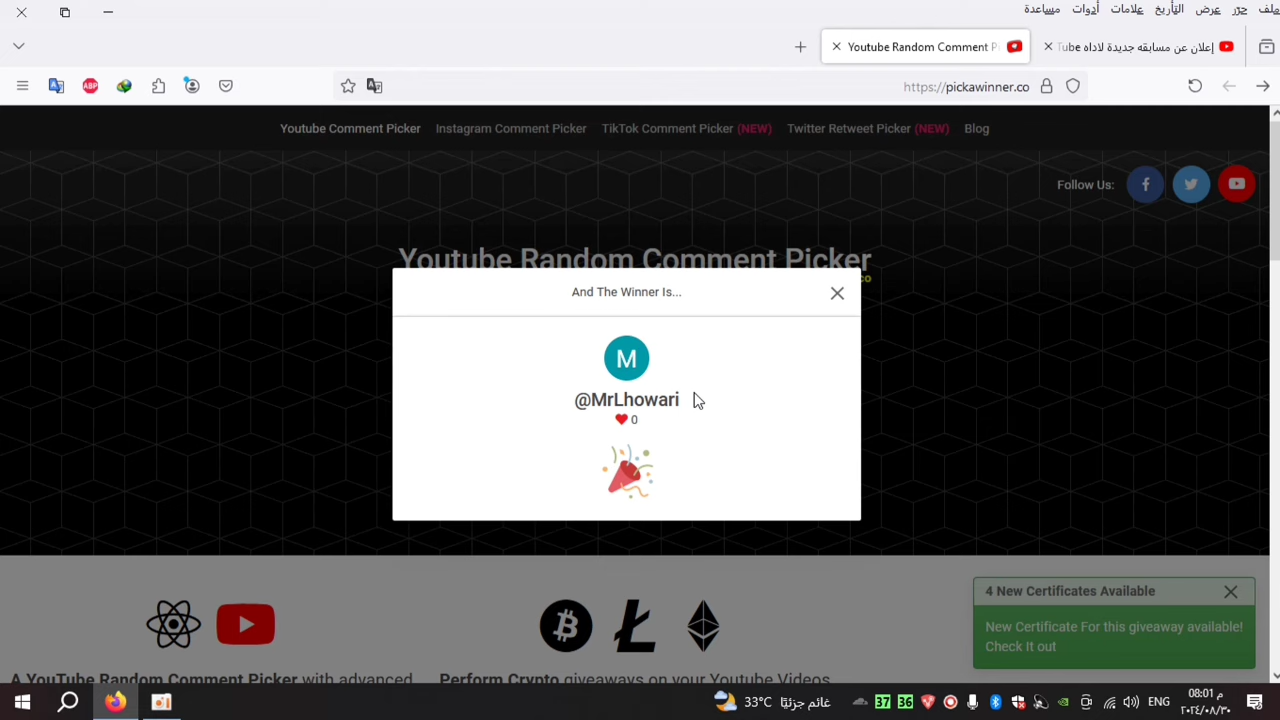 ملف حرّر عرض التأريخ علامات أدوات مساعدة
إعلان عن مسابقه جديدة لاداه Tube
Youtube Random Comment P
https://pickawinner.co
Youtube Comment Picker Instagram Comment Picker TikTok Comment Picker (NEW) Twitter Retweet Picker (NEW) Blog
Follow Us:
Youtube Random Comment Picker
co
And The Winner Is...
M
@MrLhowari
0
4 New Certificates Available
New Certificate For this giveaway available!
Check It out
A YouTube Random Comment Picker with advanced
Perform Crypto giveaways on your Youtube Videos
33°C غائم جزئيًا 37 36 ENG 08:01 م
٢٠٢٤/٠٨/٣٠